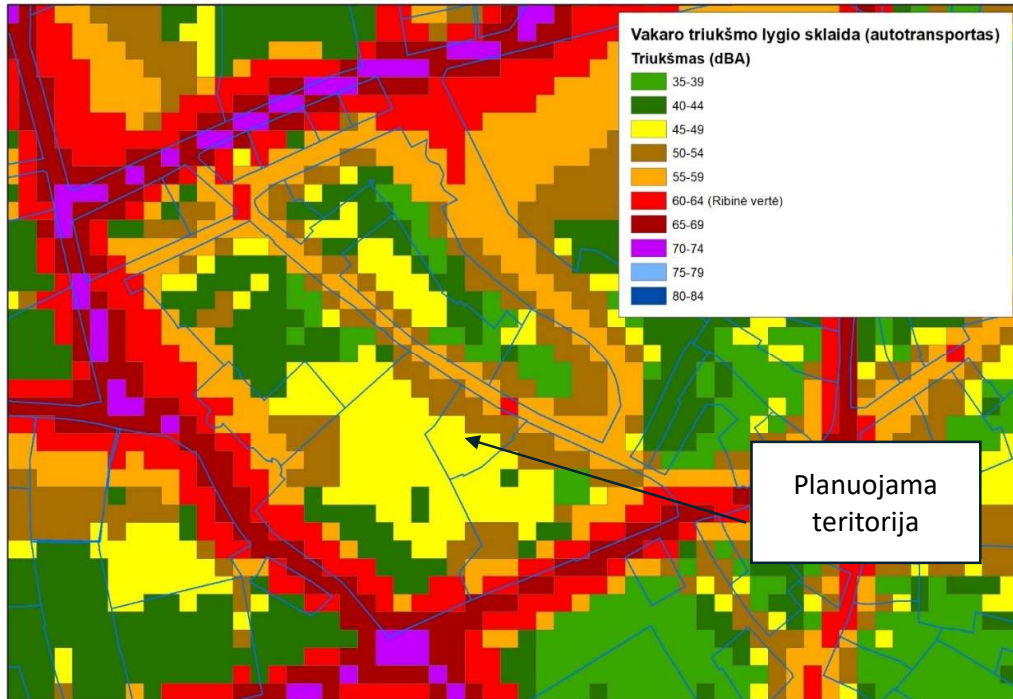 Vakaro triukšmo lygio sklaida (autotransportas)
Triukšmas (dBA)
35-39
40-44
45-49
50-54
55-59
60-64 (Ribinė vertė)
65-69
70-74
75-79
80-84
Planuojama
teritorija